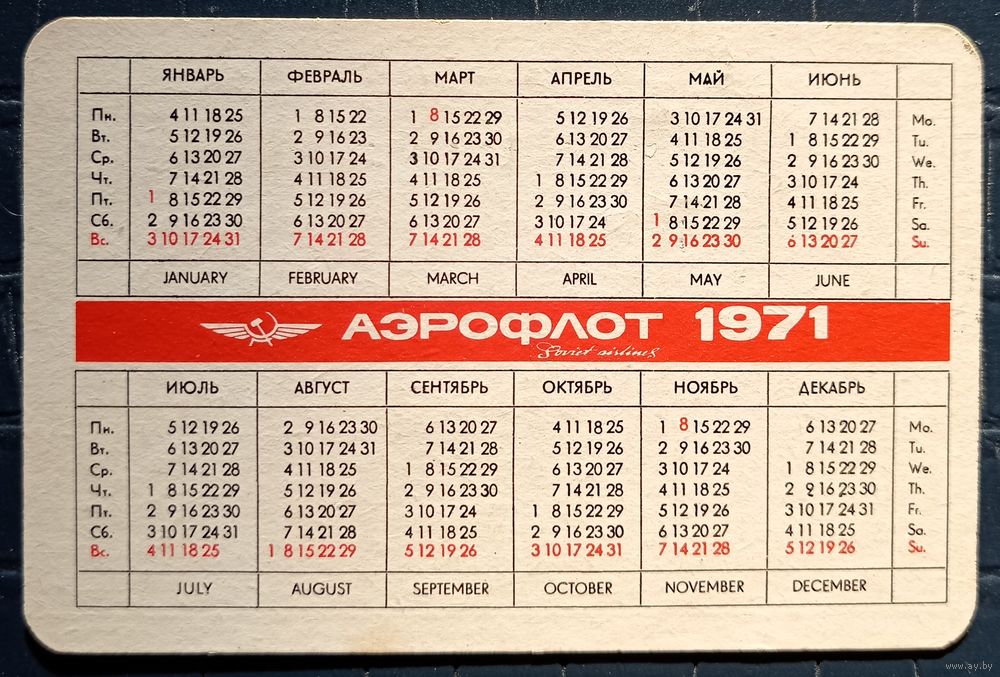 ЯНВАРЬ ФЕВРАЛЬ МАРТ АПРЕЛЬ МАЙ ИЮНЬ
Пн. 4 11 18 25 1 8 15 22 1 8 15 22 29 5 12 19 26 3 10 17 24 31 7 14 21 28 Mo.
Вт. 5 12 19 26 2 9 16 23 2 9 16 23 30 6 13 20 27 4 11 18 25 1 8 15 22 29 Tu.
Ср. 6 13 20 27 3 10 17 24 3 10 17 24 31 7 14 21 28 5 12 19 26 2 9 16 23 30 We.
Чт. 7 14 21 28 4 11 18 25 4 11 18 25 1 8 15 22 29 6 13 20 27 3 10 17 24 Th.
Пт. 1 8 15 22 29 5 12 19 26 5 12 19 26 2 9 16 23 30 7 14 21 28 4 11 18 25 Fr.
Сб. 2 9 16 23 30 6 13 20 27 6 13 20 27 3 10 17 24 1 8 15 22 29 5 12 19 26 Sa.
Вс. 3 10 17 24 31 7 14 21 28 7 14 21 28 4 11 18 25 2 9 16 23 30 6 13 20 27 Su.
JANUARY FEBRUARY MARCH APRIL MAY JUNE
АЭРОФЛОТ 1971
Soviet airlines
ИЮЛЬ АВГУСТ СЕНТЯБРЬ ОКТЯБРЬ НОЯБРЬ ДЕКАБРЬ
Пн. 5 12 19 26 2 9 16 23 30 6 13 20 27 4 11 18 25 1 8 15 22 29 6 13 20 27 Mo.
Вт. 6 13 20 27 3 10 17 24 31 7 14 21 28 5 12 19 26 2 9 16 23 30 7 14 21 28 Tu.
Ср. 7 14 21 28 4 11 18 25 1 8 15 22 29 6 13 20 27 3 10 17 24 1 8 15 22 29 We.
Чт. 1 8 15 22 29 5 12 19 26 2 9 16 23 30 7 14 21 28 4 11 18 25 2 9 16 23 30 Th.
Пт. 2 9 16 23 30 6 13 20 27 3 10 17 24 1 8 15 22 29 5 12 19 26 3 10 17 24 31 Fr.
Сб. 3 10 17 24 31 7 14 21 28 4 11 18 25 2 9 16 23 30 6 13 20 27 4 11 18 25 Sa.
Вс. 4 11 18 25 1 8 15 22 29 5 12 19 26 3 10 17 24 31 7 14 21 28 5 12 19 26 Su.
JULY AUGUST SEPTEMBER OCTOBER NOVEMBER DECEMBER
www.ay.by